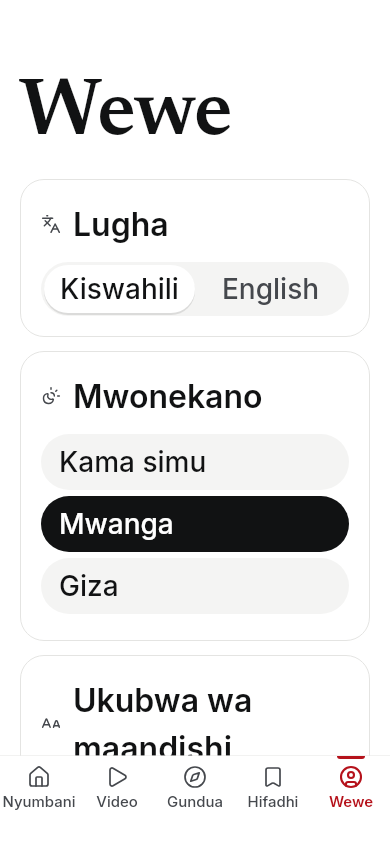 Wewe
Lugha
Kiswahili English
Mwonekano
Kama simu
Mwanga
Giza
Ukubwa wa
maandishi
Nyumbani Video Gundua Hifadhi Wewe